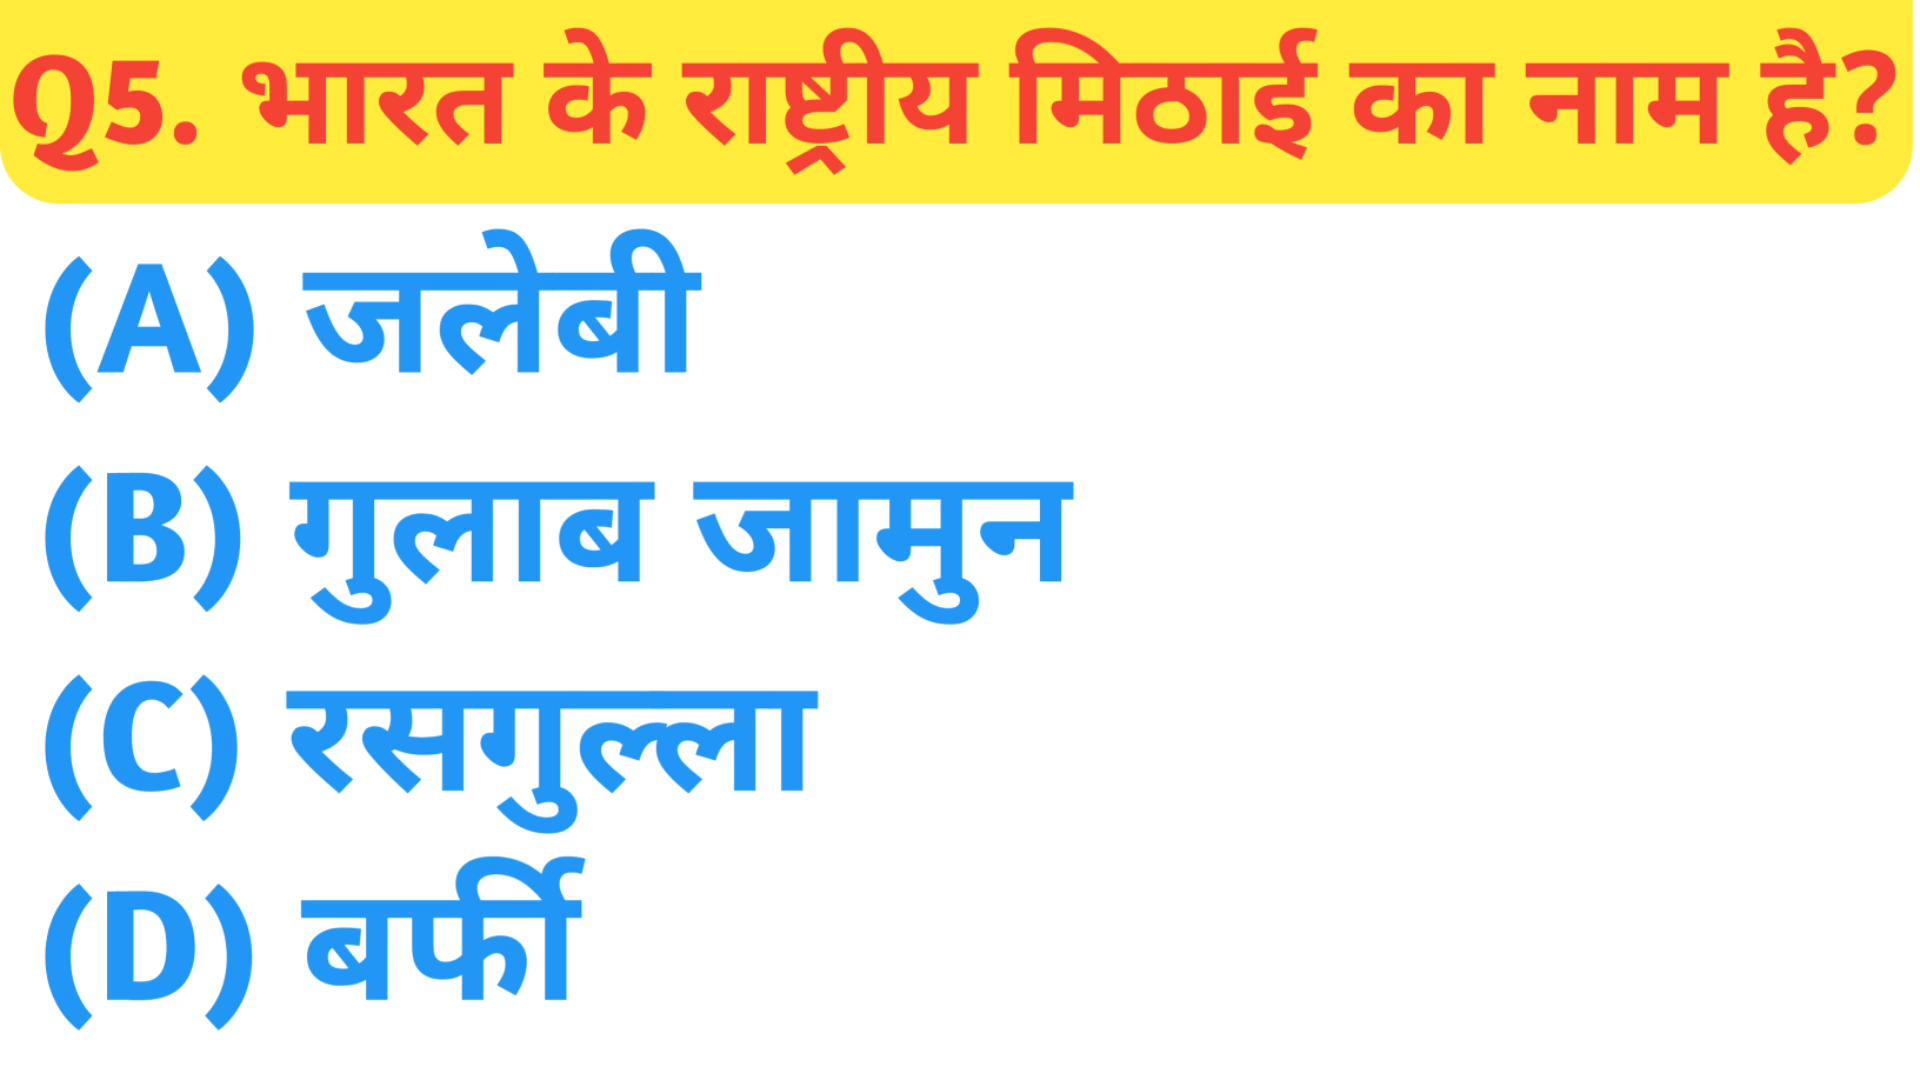 Q5. भारत के राष्ट्रीय मिठाई का नाम है?
(A) जलेबी
(B) गुलाब जामुन
(C) रसगुल्ला
(D) बर्फी